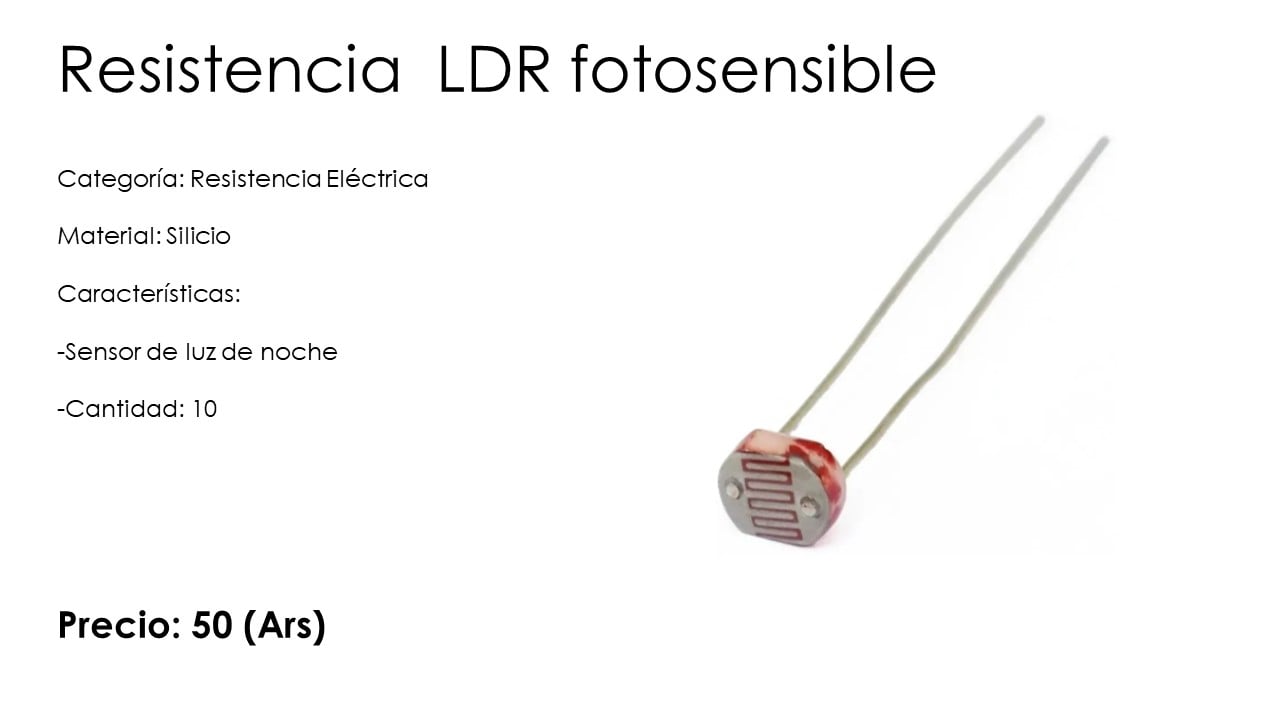 Resistencia  LDR fotosensible
Categoría: Resistencia Eléctrica
Material: Silicio
Características:
-Sensor de luz de noche
-Cantidad: 10
Precio: 50 (Ars)